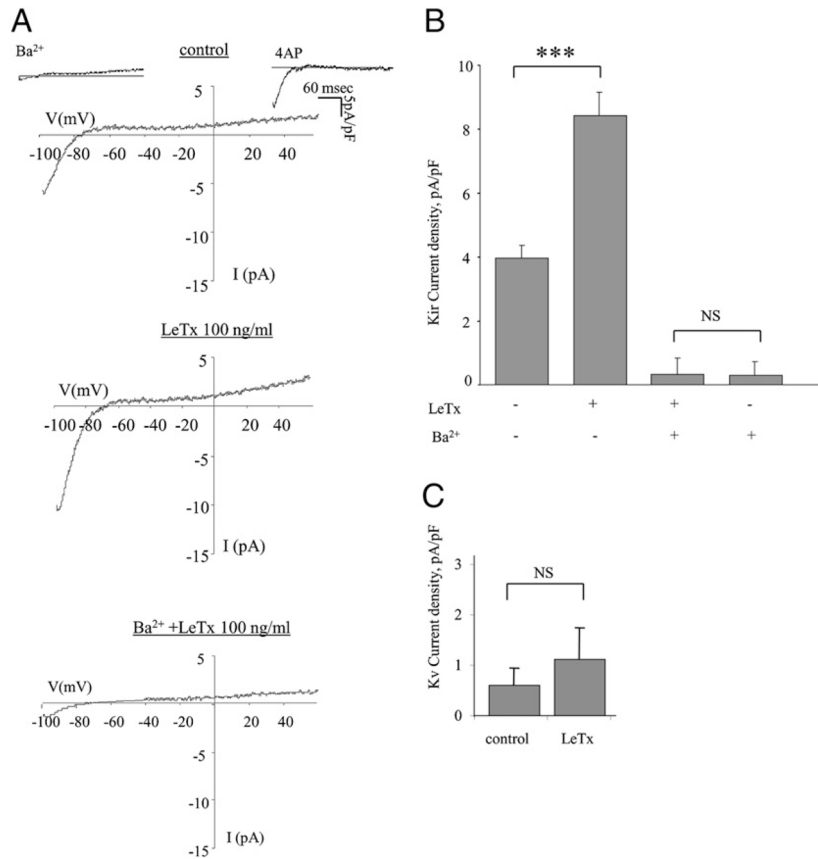 A
Ba2+
control
4AP
60 msec
5pA/pF
5
V(mV)
-100 -80 -60 -40 -20 20 40
-5
-10
-15
I (pA)
LeTx 100 ng/ml
5
V(mV)
-100 -80 -60 -40 -20 20 40
-5
-10
-15
I (pA)
Ba2+ +LeTx 100 ng/ml
5
V(mV)
-100 -80 -60 -40 -20 20 40
-5
-10
-15
I (pA)
B
Kir Current density, pA/pF
10
8
6
4
2
0
***
NS
LeTx - + + -
Ba2+ - - + +
C
Kv Current density, pA/pF
3
2
1
0
NS
control LeTx